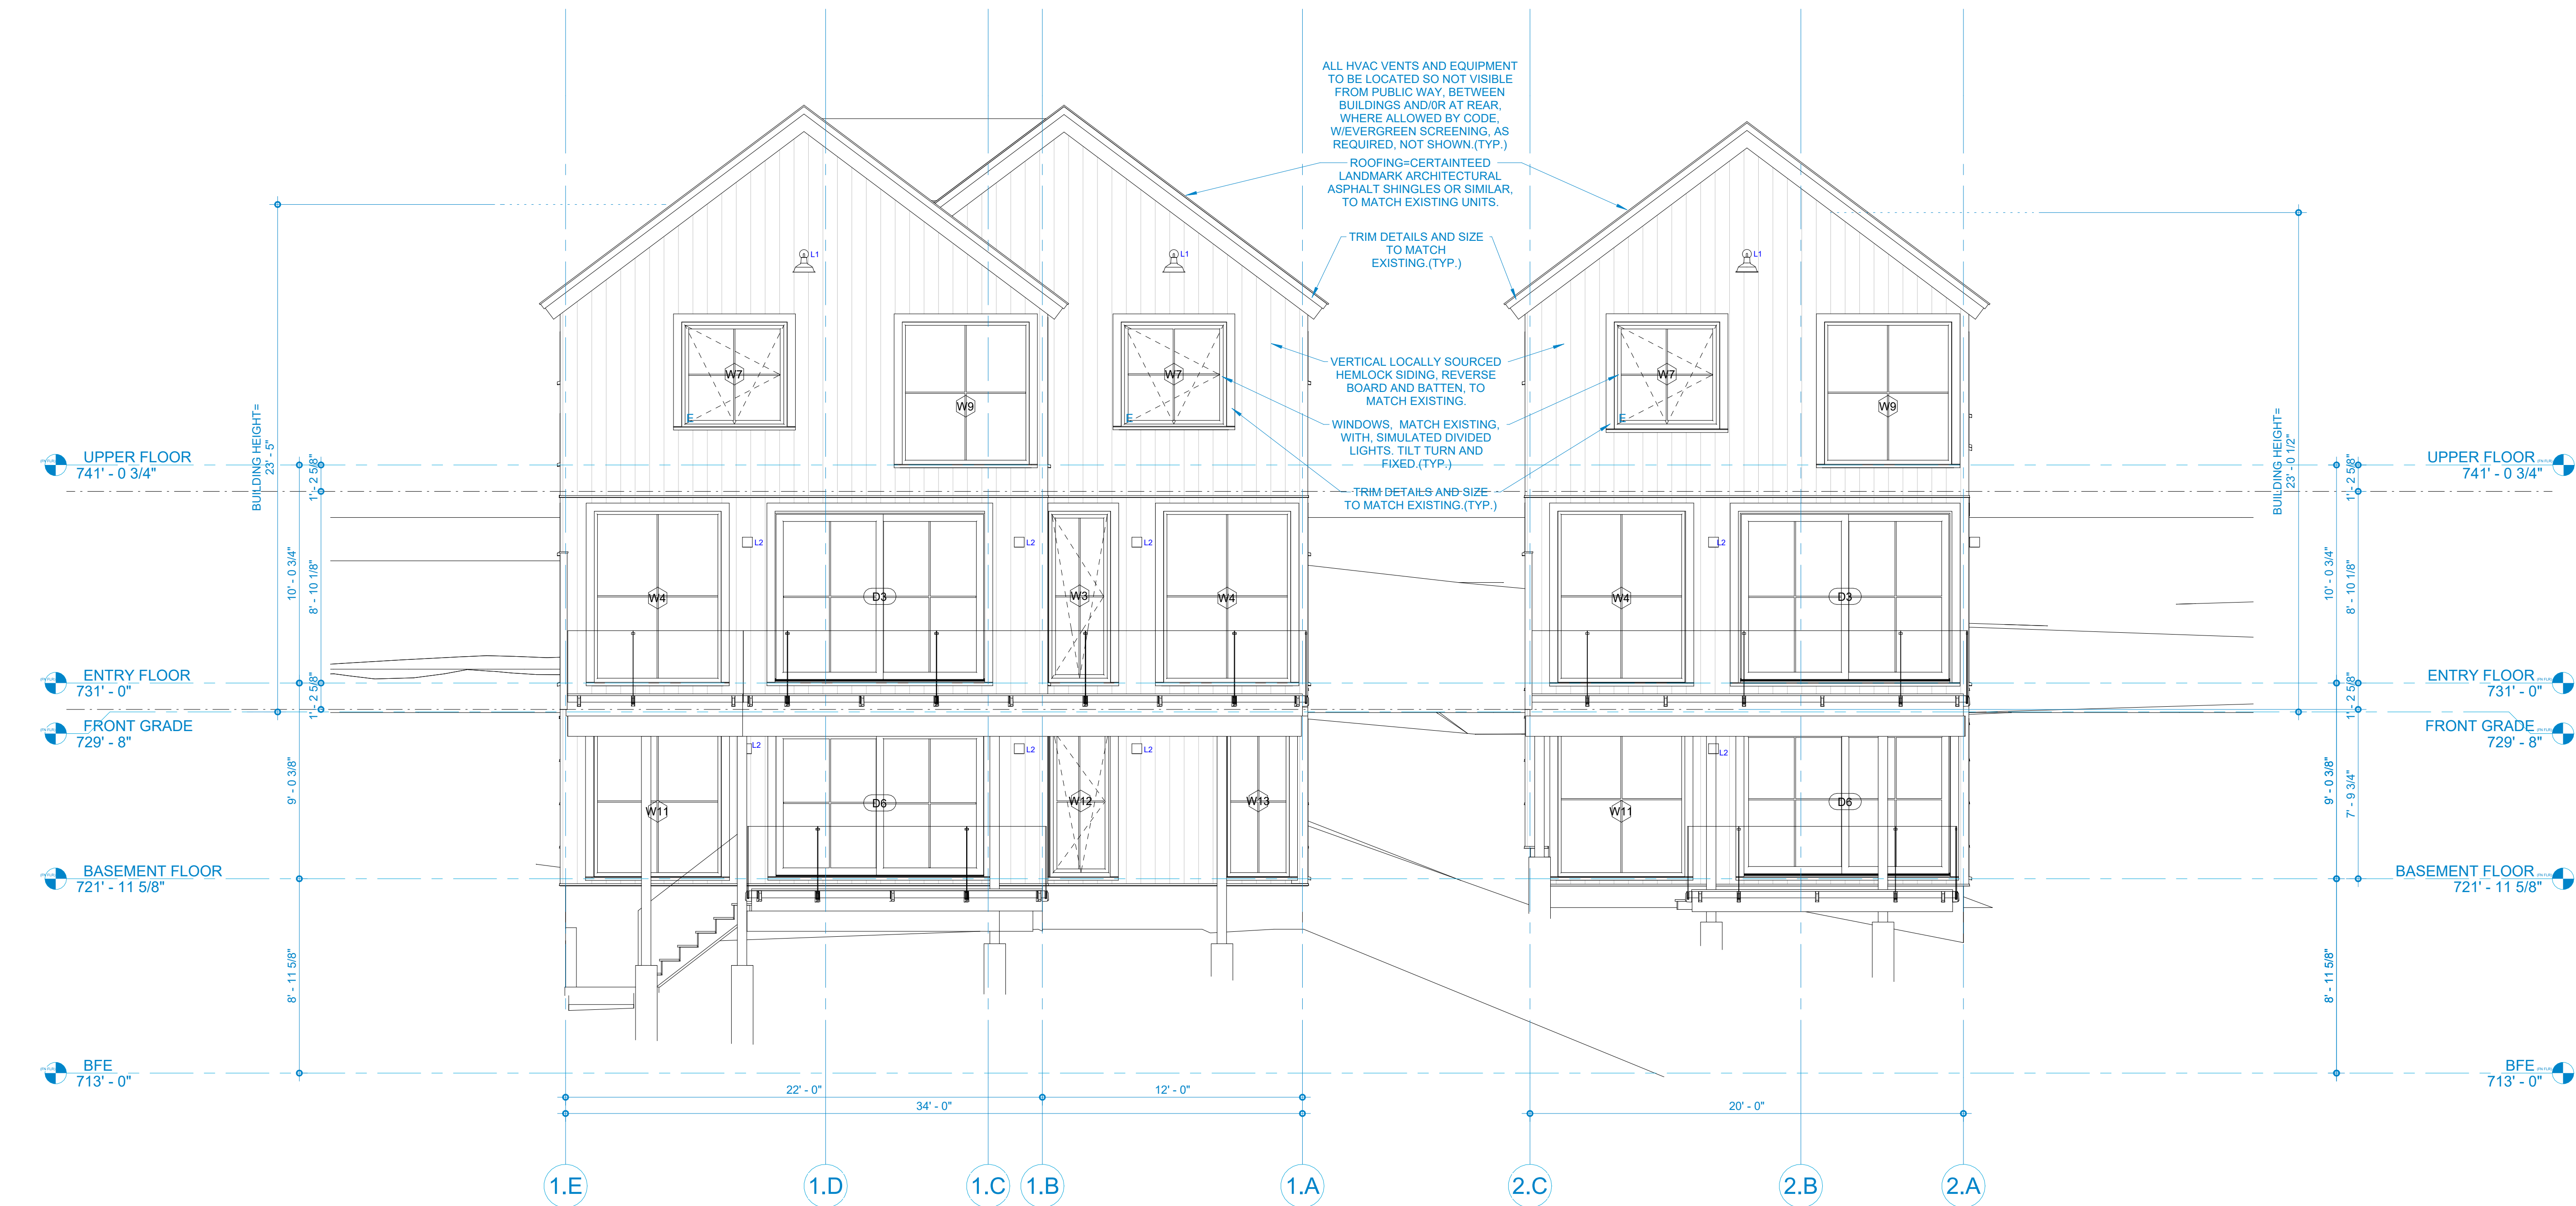 ALL HVAC VENTS AND EQUIPMENT
TO BE LOCATED SO NOT VISIBLE
FROM PUBLIC WAY, BETWEEN
BUILDINGS AND/0R AT REAR,
WHERE ALLOWED BY CODE,
W/EVERGREEN SCREENING, AS
REQUIRED, NOT SHOWN.(TYP.)
ROOFING=CERTAINTEED
LANDMARK ARCHITECTURAL
ASPHALT SHINGLES OR SIMILAR,
TO MATCH EXISTING UNITS.
TRIM DETAILS AND SIZE
TO MATCH
EXISTING.(TYP.)
VERTICAL LOCALLY SOURCED
HEMLOCK SIDING, REVERSE
BOARD AND BATTEN, TO
MATCH EXISTING.
WINDOWS, MATCH EXISTING,
WITH, SIMULATED DIVIDED
LIGHTS. TILT TURN AND
FIXED.(TYP.)
TRIM DETAILS AND SIZE
TO MATCH EXISTING.(TYP.)
UPPER FLOOR
741' - 0 3/4"
ENTRY FLOOR
731' - 0"
FRONT GRADE
729' - 8"
BASEMENT FLOOR
721' - 11 5/8"
BFE
713' - 0"
BUILDING HEIGHT=
23' - 5"
1' - 2 5/8"
10' - 0 3/4"
8' - 10 1/8"
1' - 2 5/8"
9' - 0 3/8"
8' - 11 5/8"
L1
L1
L1
W7
E
W9
W7
E
W7
E
W9
L2
L2
L2
L2
W4
D3
W3
W4
W4
D3
L2
L2
L2
L2
W11
D6
W12
W13
W11
D6
BUILDING HEIGHT=
23' - 0 1/2"
1' - 2 5/8"
10' - 0 3/4"
8' - 10 1/8"
1' - 2 5/8"
9' - 0 3/8"
7' - 9 3/4"
8' - 11 5/8"
UPPER FLOOR
741' - 0 3/4"
ENTRY FLOOR
731' - 0"
FRONT GRADE
729' - 8"
BASEMENT FLOOR
721' - 11 5/8"
BFE
713' - 0"
22' - 0"
12' - 0"
34' - 0"
20' - 0"
1.E
1.D
1.C
1.B
1.A
2.C
2.B
2.A